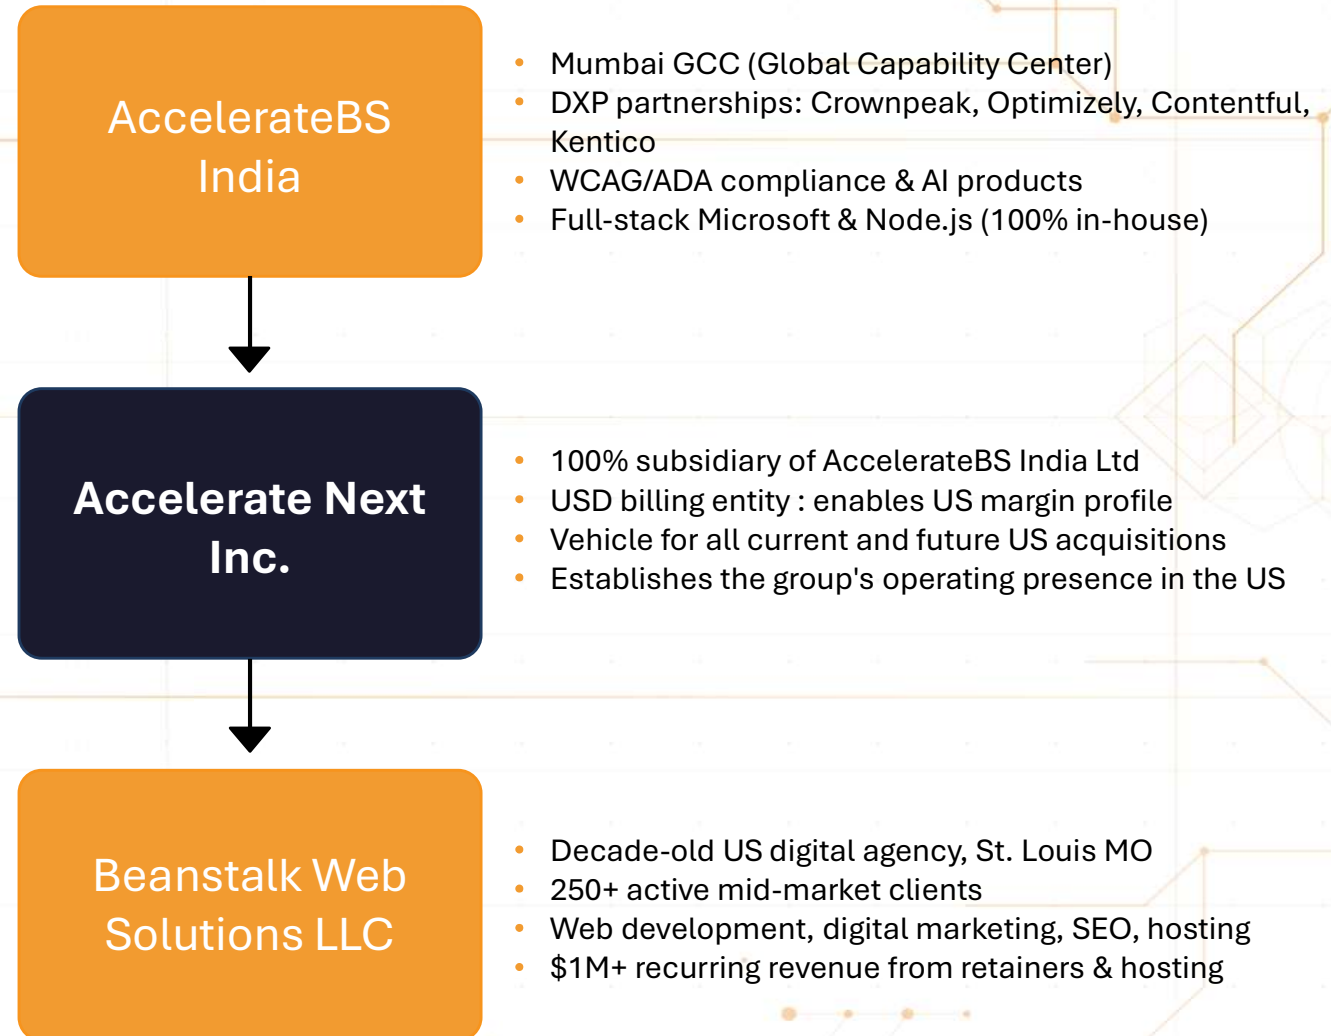 AccelerateBS
India
• Mumbai GCC (Global Capability Center)
• DXP partnerships: Crownpeak, Optimizely, Contentful,
Kentico
• WCAG/ADA compliance & AI products
• Full-stack Microsoft & Node.js (100% in-house)
Accelerate Next
Inc.
• 100% subsidiary of AccelerateBS India Ltd
• USD billing entity : enables US margin profile
• Vehicle for all current and future US acquisitions
• Establishes the group's operating presence in the US
Beanstalk Web
Solutions LLC
• Decade-old US digital agency, St. Louis MO
• 250+ active mid-market clients
• Web development, digital marketing, SEO, hosting
• $1M+ recurring revenue from retainers & hosting